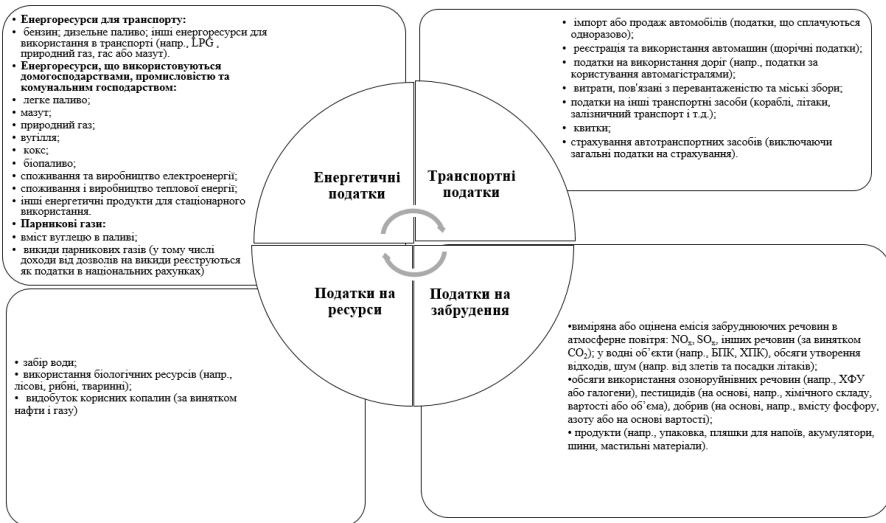 • Енергоресурси для транспорту:
• бензин; дизельне паливо; інші енергоресурси для
використання в транспорті (напр., LPG ,
природний газ, гас або мазут).
• Енергоресурси, що використовуються
домогосподарствами, промисловістю та
комунальним господарством:
• легке паливо;
• мазут;
• природний газ;
• вугілля;
• кокс;
• біопаливо;
• споживання та виробництво електроенергії;
• споживання і виробництво теплової енергії;
• інші енергетичні продукти для стаціонарного
використання.
• Парникові гази:
• вміст вуглецю в паливі;
• викиди парникових газів (у тому числі
доходи від дозволів на викиди реєструються
як податки в національних рахунках)
• імпорт або продаж автомобілів (податки, що сплачуються
одноразово);
• реєстрація та використання автомашин (щорічні податки);
• податки на використання доріг (напр., податки за
користування автомагістралями);
• витрати, пов'язані з перевантаженістю та міські збори;
• податки на інші транспортні засоби (кораблі, літаки,
залізничний транспорт і т.д.);
• квитки;
• страхування автотранспортних засобів (виключаючи
загальні податки на страхування).
Енергетичні
податки
Транспортні
податки
Податки на
ресурси
Податки на
забруднення
• забір води;
• використання біологічних ресурсів (напр.,
лісові, рибні, тваринні);
• видобуток корисних копалин (за винятком
нафти і газу)
•виміряна або оцінена емісія забруднюючих речовин в
атмосферне повітря: NOx, SOx, інших речовин (за винятком
CO2); у водні об’єкти (напр., БПК, ХПК), обсяги утворення
відходів, шум (напр. від злетів та посадки літаків);
•обсяги використання озоноруйнівних речовин (напр., ХФУ
або галогени), пестицидів (на основі, напр., хімічного складу,
вартості або об’єма), добрив (на основі, напр., вмісту фосфору,
азоту або на основі вартості);
• продукти (напр., упаковка, пляшки для напоїв, акумулятори,
шини, мастильні матеріали).